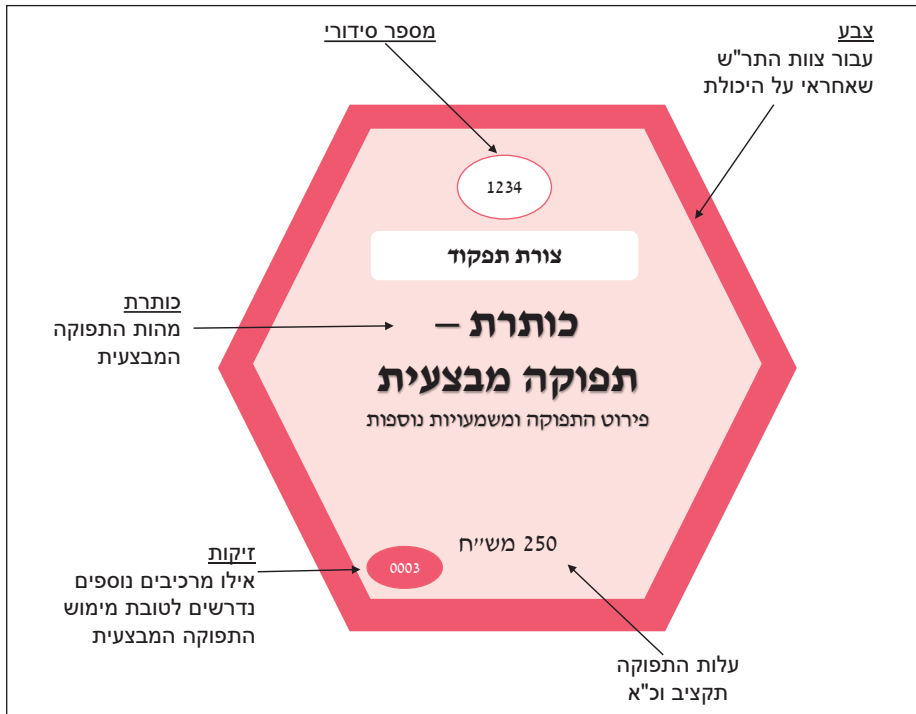 צבע
עבור צוות התר"ש
שאחראי על היכולת
מספר סידורי
1234
צורת תפקוד
כותרת –
תפוקה מבצעית
פירוט התפוקה ומשמעויות נוספות
כותרת
מהות התפוקה
המבצעית
250 מש״ח
0003
זיקות
אילו מרכיבים נוספים
נדרשים לטובת מימוש
התפוקה המבצעית
עלות התפוקה
תקציב וכ"א